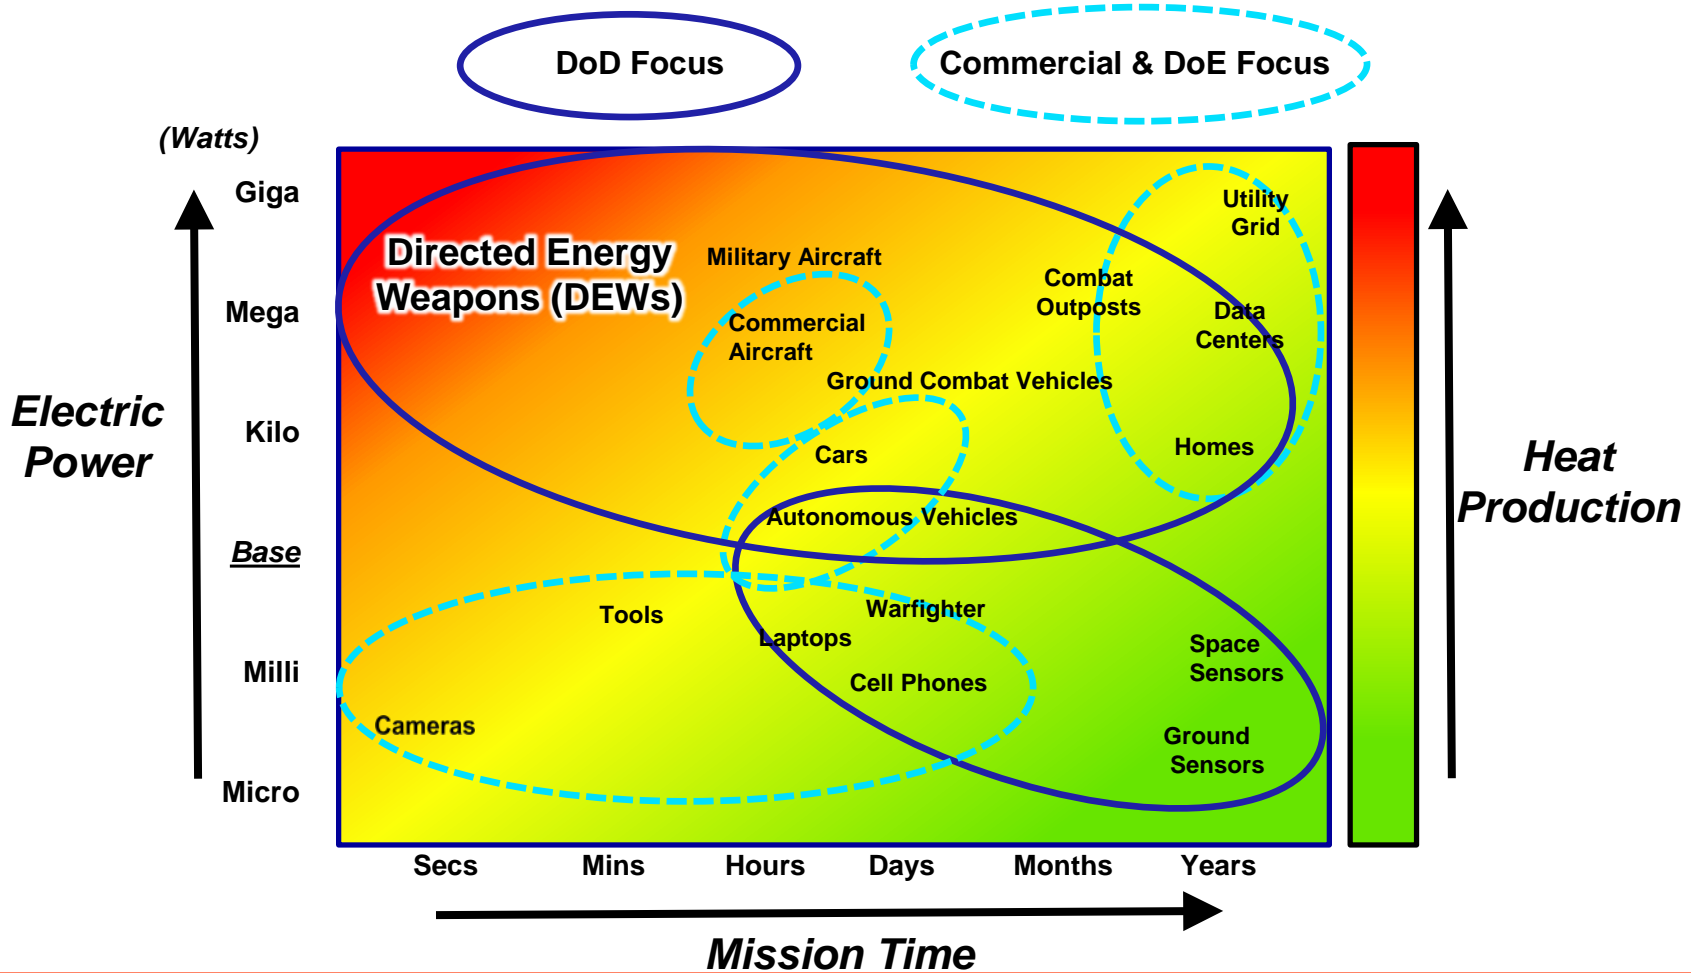 DoD Focus
Commercial & DoE Focus
(Watts)
Giga
Mega
Kilo
Base
Milli
Micro
Electric
Power
Directed Energy
Weapons (DEWs)
Military Aircraft
Commercial
Aircraft
Ground Combat Vehicles
Combat
Outposts
Utility
Grid
Data
Centers
Homes
Cars
Autonomous Vehicles
Tools
Warfighter
Laptops
Cell Phones
Cameras
Space
Sensors
Ground
Sensors
Heat
Production
Secs
Mins
Hours
Days
Months
Years
Mission Time